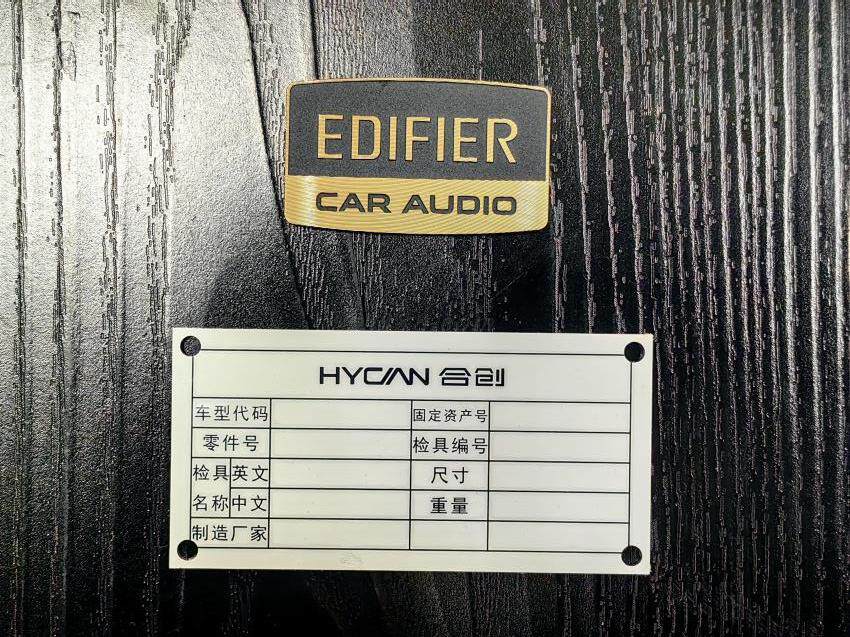 EDIFIER
CAR AUDIO
HYCAN 合创
车型代码 固定资产号
零件号 检具编号
检具 英文 尺寸
名称 中文 重量
制造厂家